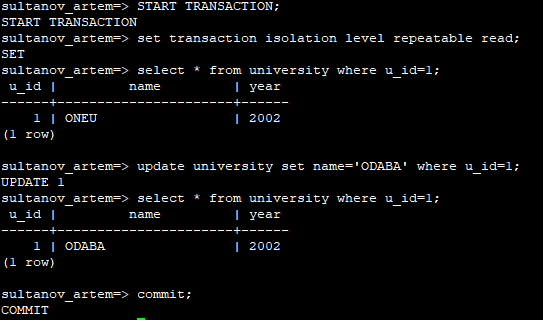 sultanov_artem=> START TRANSACTION;
START TRANSACTION
sultanov_artem=> set transaction isolation level repeatable read;
SET
sultanov_artem=> select * from university where u_id=1;
 u_id |         name         | year
------+----------------------+------
    1 | ONEU                 | 2002
(1 row)

sultanov_artem=> update university set name='ODABA' where u_id=1;
UPDATE 1
sultanov_artem=> select * from university where u_id=1;
 u_id |         name         | year
------+----------------------+------
    1 | ODABA                | 2002
(1 row)

sultanov_artem=> commit;
COMMIT